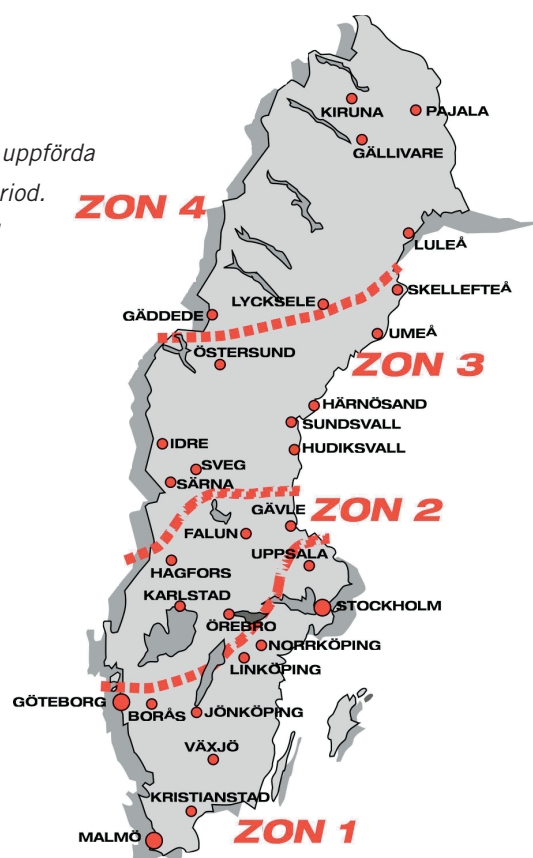 KIRUNA
PAJALA
uppförda
GÄLLIVARE
riod.
ZON 4
LULEÅ
LYCKSELE
SKELLEFTEÅ
GÄDDEDE
UMEÅ
ÖSTERSUND
ZON 3
HÄRNÖSAND
SUNDSVALL
IDRE
HUDIKSVALL
SVEG
SÄRNA
GÄVLE
ZON 2
FALUN
UPPSALA
HAGFORS
KARLSTAD
STOCKHOLM
ÖREBRO
NORRKÖPING
LINKÖPING
GÖTEBORG
BORÅS
JÖNKÖPING
VÄXJÖ
KRISTIANSTAD
ZON 1
MALMÖ